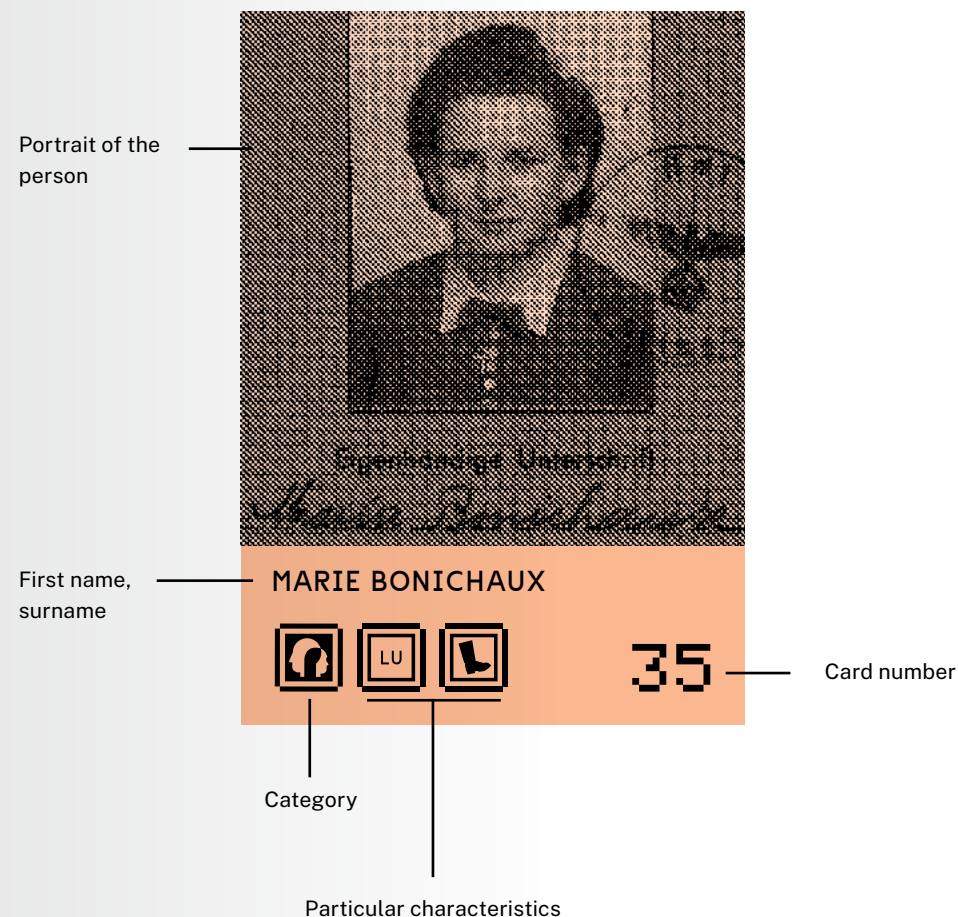 Portrait of the
person
Eigenhändige Unterschrift
First name,
surname
MARIE BONICHAUX
LU
35
Card number
Category
Particular characteristics